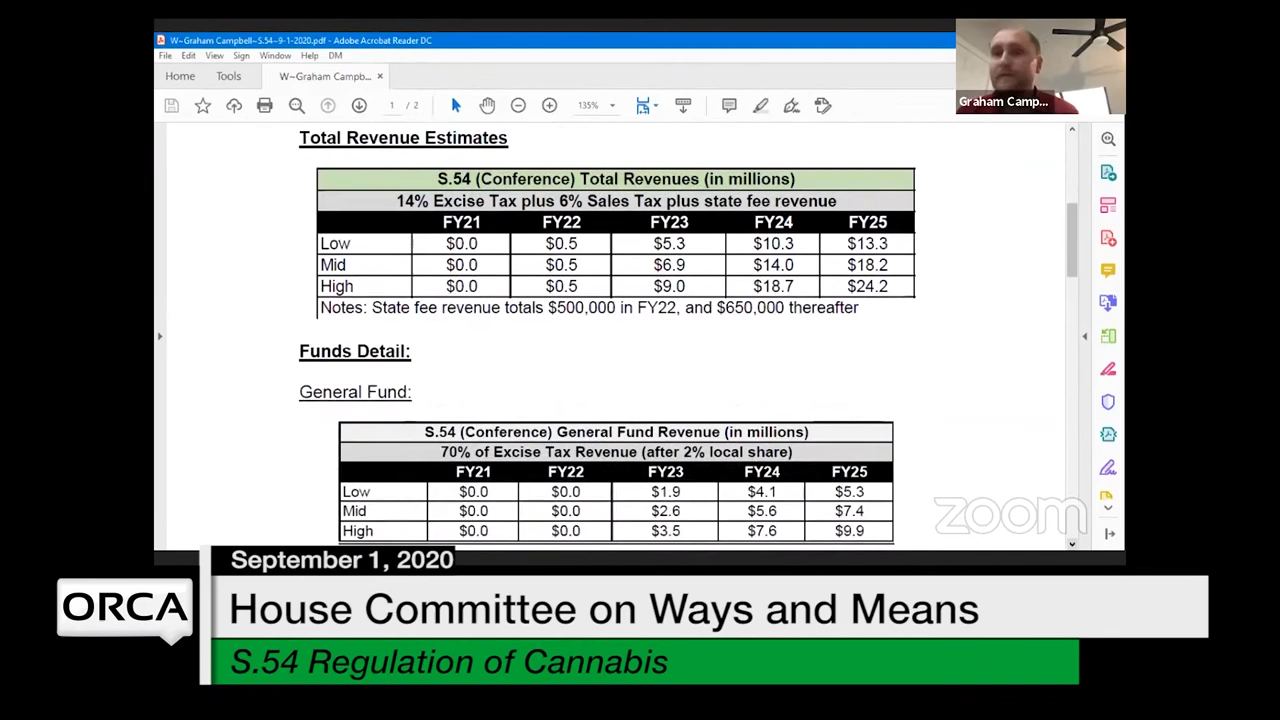 W~Graham Campbell~S.54~9-1-2020.pdf - Adobe Acrobat Reader DC
File Edit View Sign Window Help DM
Home Tools W~Graham Campb... ×
1 / 2 135%
Graham Camp...
Total Revenue Estimates
S.54 (Conference) Total Revenues (in millions)
14% Excise Tax plus 6% Sales Tax plus state fee revenue
FY21 FY22 FY23 FY24 FY25
Low $0.0 $0.5 $5.3 $10.3 $13.3
Mid $0.0 $0.5 $6.9 $14.0 $18.2
High $0.0 $0.5 $9.0 $18.7 $24.2
Notes: State fee revenue totals $500,000 in FY22, and $650,000 thereafter
Funds Detail:
General Fund:
S.54 (Conference) General Fund Revenue (in millions)
70% of Excise Tax Revenue (after 2% local share)
FY21 FY22 FY23 FY24 FY25
Low $0.0 $0.0 $1.9 $4.1 $5.3
Mid $0.0 $0.0 $2.6 $5.6 $7.4
High $0.0 $0.0 $3.5 $7.6 $9.9
zoom
September 1, 2020
ORCA
House Committee on Ways and Means
S.54 Regulation of Cannabis